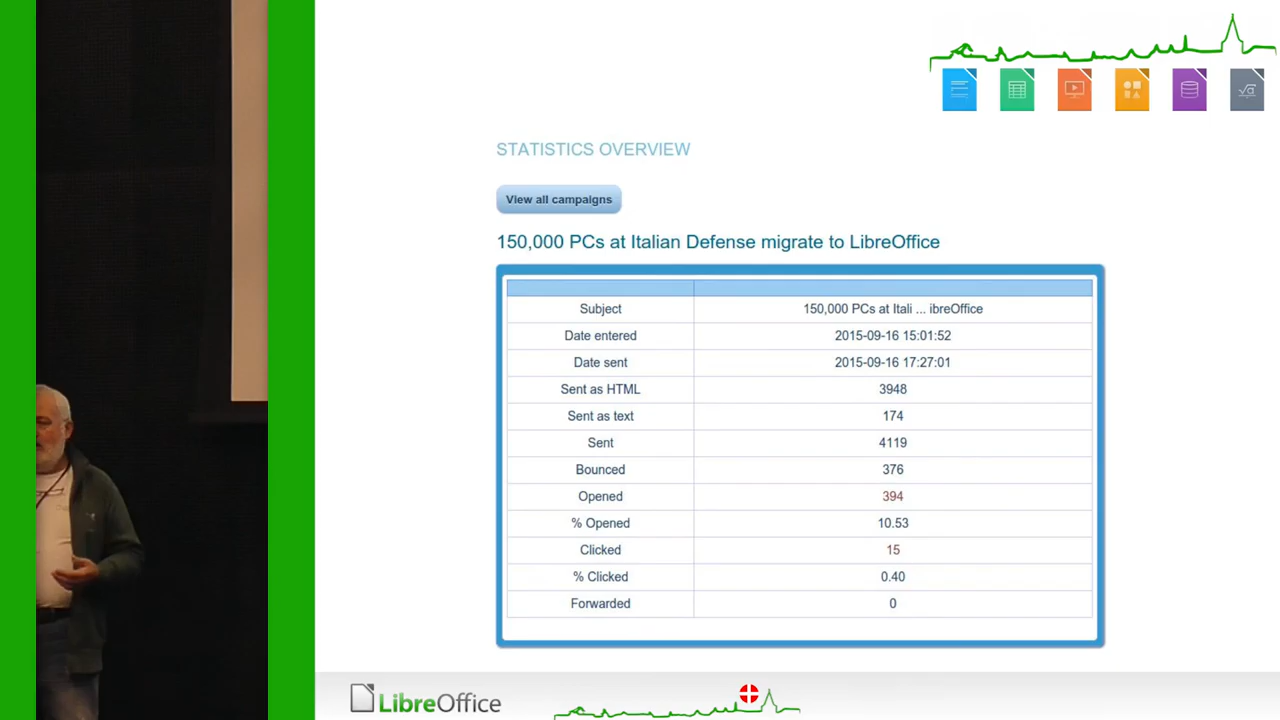 STATISTICS OVERVIEW
View all campaigns
150,000 PCs at Italian Defense migrate to LibreOffice
Subject 150,000 PCs at Itali ... ibreOffice
Date entered 2015-09-16 15:01:52
Date sent 2015-09-16 17:27:01
Sent as HTML 3948
Sent as text 174
Sent 4119
Bounced 376
Opened 394
% Opened 10.53
Clicked 15
% Clicked 0.40
Forwarded 0
LibreOffice